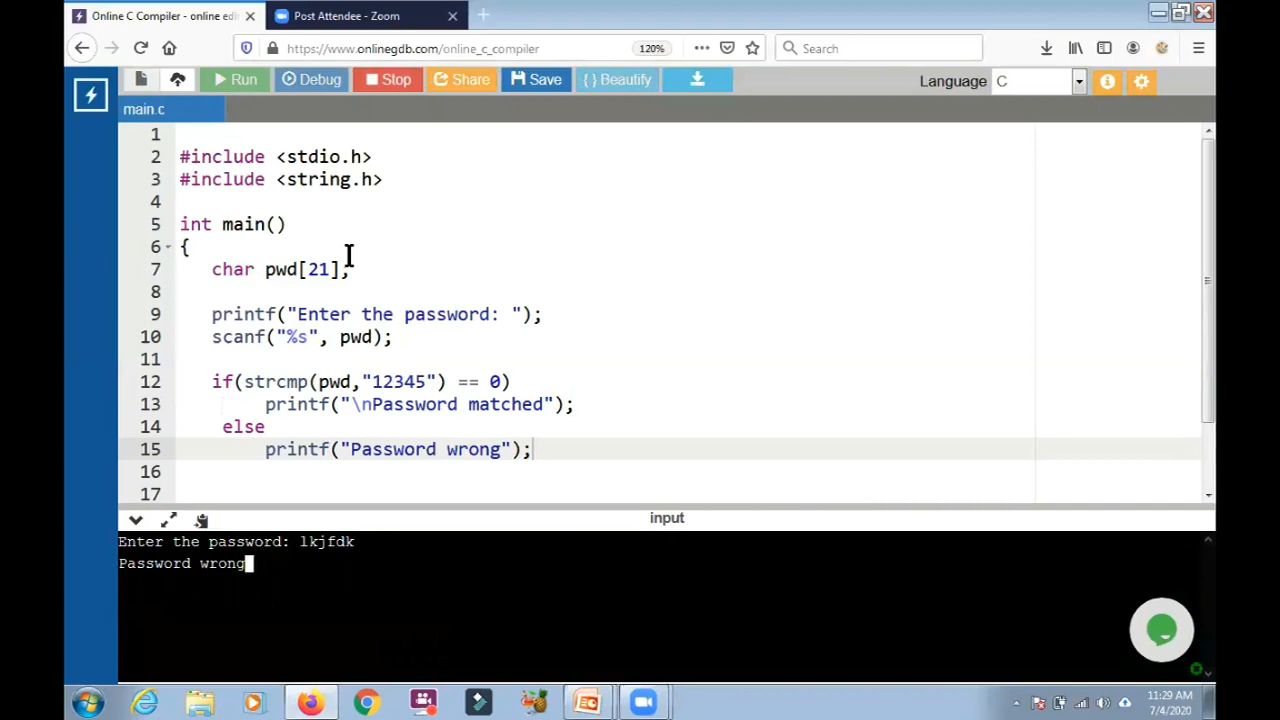 Online C Compiler - online edi
Post Attendee - Zoom
https://www.onlinegdb.com/online_c_compiler
120%
Search
Run
Debug
Stop
Share
Save
{ } Beautify
Language
C
main.c
1
2 #include <stdio.h>
3 #include <string.h>
4
5 int main()
6 {
7 char pwd[21];
8
9 printf("Enter the password: ");
10 scanf("%s", pwd);
11
12 if(strcmp(pwd,"12345") == 0)
13 printf("\nPassword matched");
14 else
15 printf("Password wrong");
16
17
input
Enter the password: lkjfdk
Password wrong
11:29 AM
7/4/2020